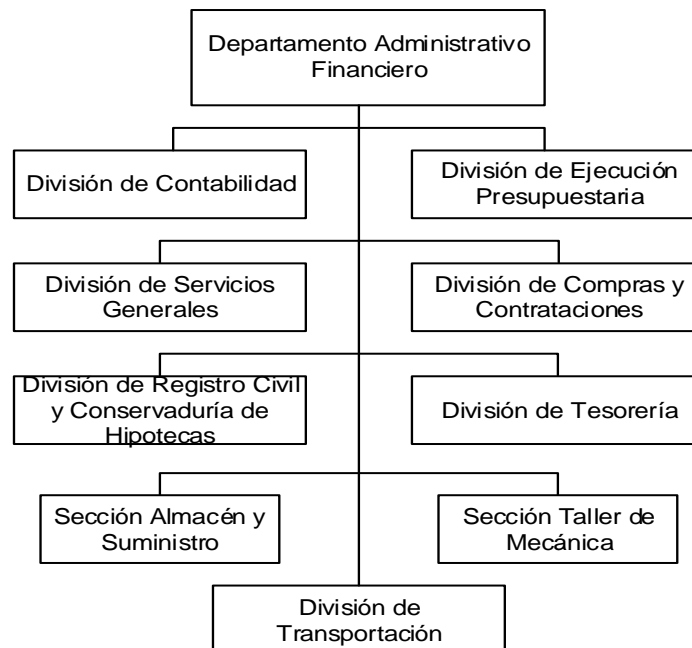 Departamento Administrativo
Financiero
División de Contabilidad
División de Ejecución
Presupuestaria
División de Servicios
Generales
División de Compras y
Contrataciones
División de Registro Civil
y Conservaduría de
Hipotecas
División de Tesorería
Sección Almacén y
Suministro
Sección Taller de
Mecánica
División de
Transportación